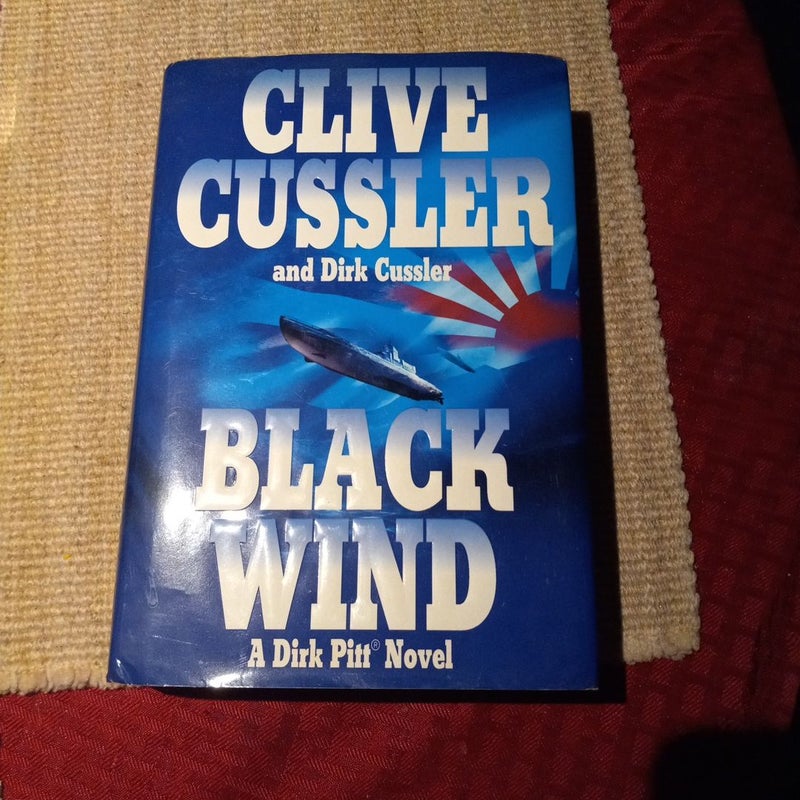 CLIVE
CUSSLER
and Dirk Cussler
BLACK
WIND
A Dirk Pitt® Novel